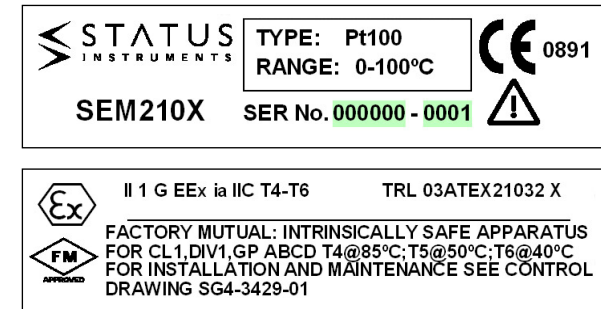 STATUS
INSTRUMENTS
TYPE: Pt100
RANGE: 0-100ºC
CE 0891
SEM210X
SER No. 000000 - 0001
Ex
II 1 G EEx ia IIC T4-T6
TRL 03ATEX21032 X
FM
APPROVED
FACTORY MUTUAL: INTRINSICALLY SAFE APPARATUS
FOR CL1,DIV1,GP ABCD T4@85ºC;T5@50ºC;T6@40ºC
FOR INSTALLATION AND MAINTENANCE SEE CONTROL
DRAWING SG4-3429-01